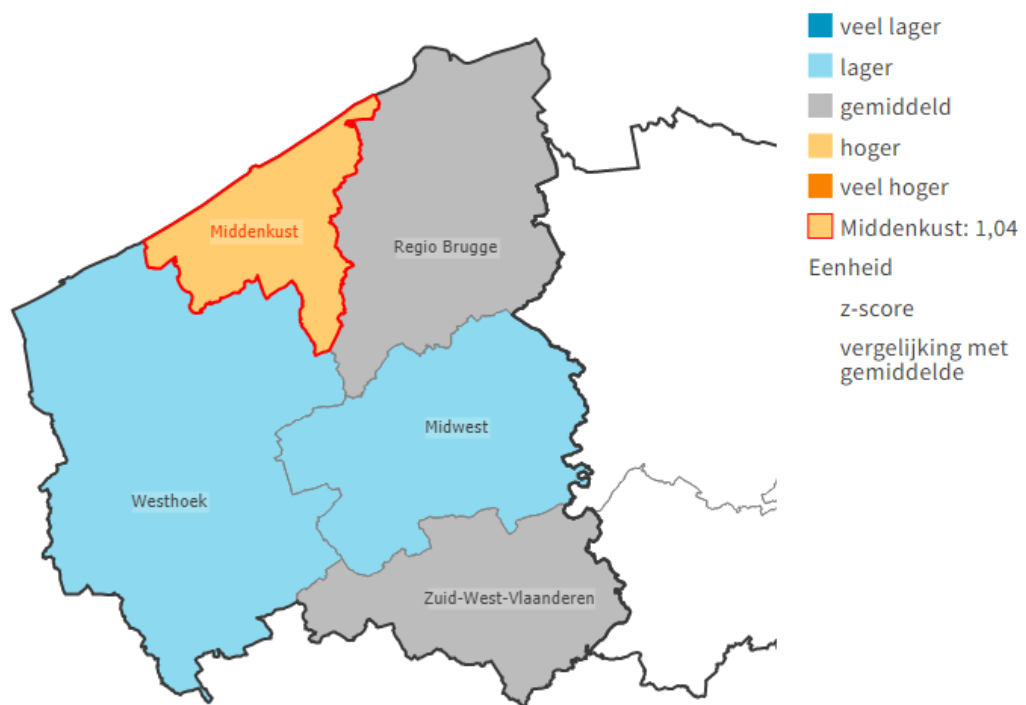 veel lager
lager
gemiddeld
hoger
veel hoger
Middenkust: 1,04
Eenheid
z-score
vergelijking met
gemiddelde
Middenkust
Regio Brugge
Midwest
Westhoek
Zuid-West-Vlaanderen